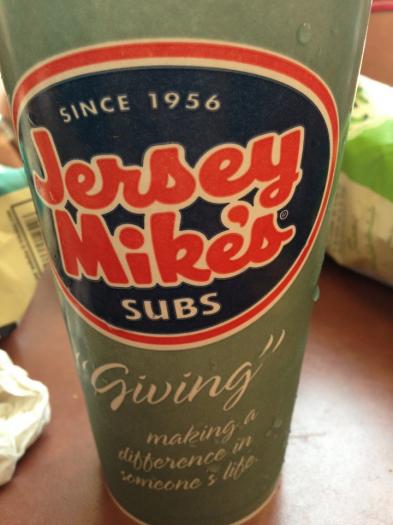 SINCE 1956
Jersey
Mike's®
SUBS
"Giving"
making a
difference in
someone's life.